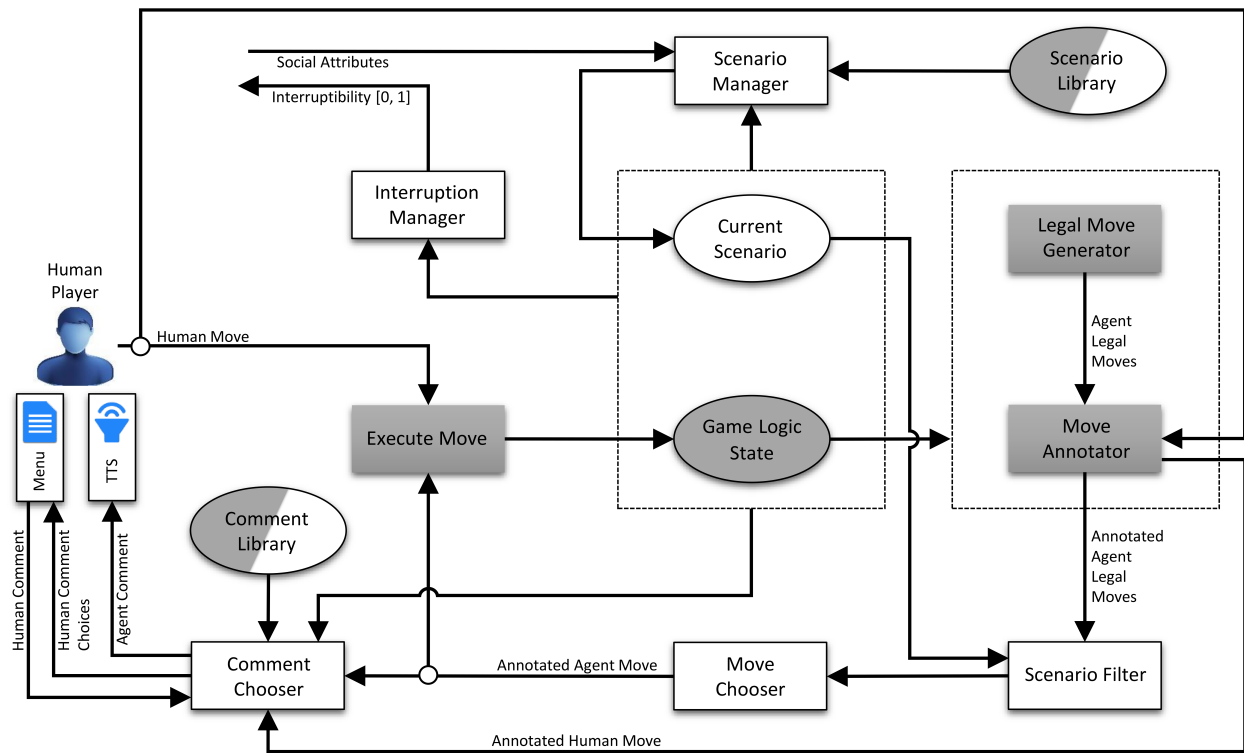 Social Attributes
Interruptibility [0, 1]
Scenario
Manager
Scenario
Library
Interruption
Manager
Current
Scenario
Legal Move
Generator
Human
Player
Human Move
Agent
Legal
Moves
Execute Move
Game Logic
State
Move
Annotator
Menu
TTS
Comment
Library
Human Comment
Human Comment
Choices
Agent Comment
Annotated
Agent
Legal
Moves
Comment
Chooser
Annotated Agent Move
Move
Chooser
Scenario Filter
Annotated Human Move